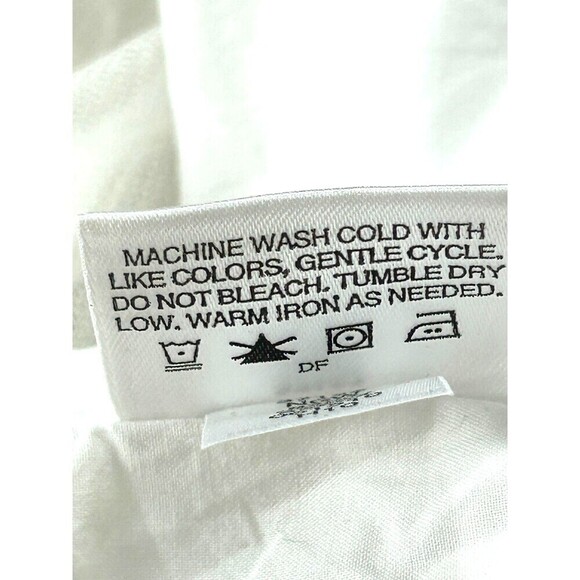 MACHINE WASH COLD WITH
LIKE COLORS, GENTLE CYCLE.
DO NOT BLEACH. TUMBLE DRY
LOW. WARM IRON AS NEEDED.
DF